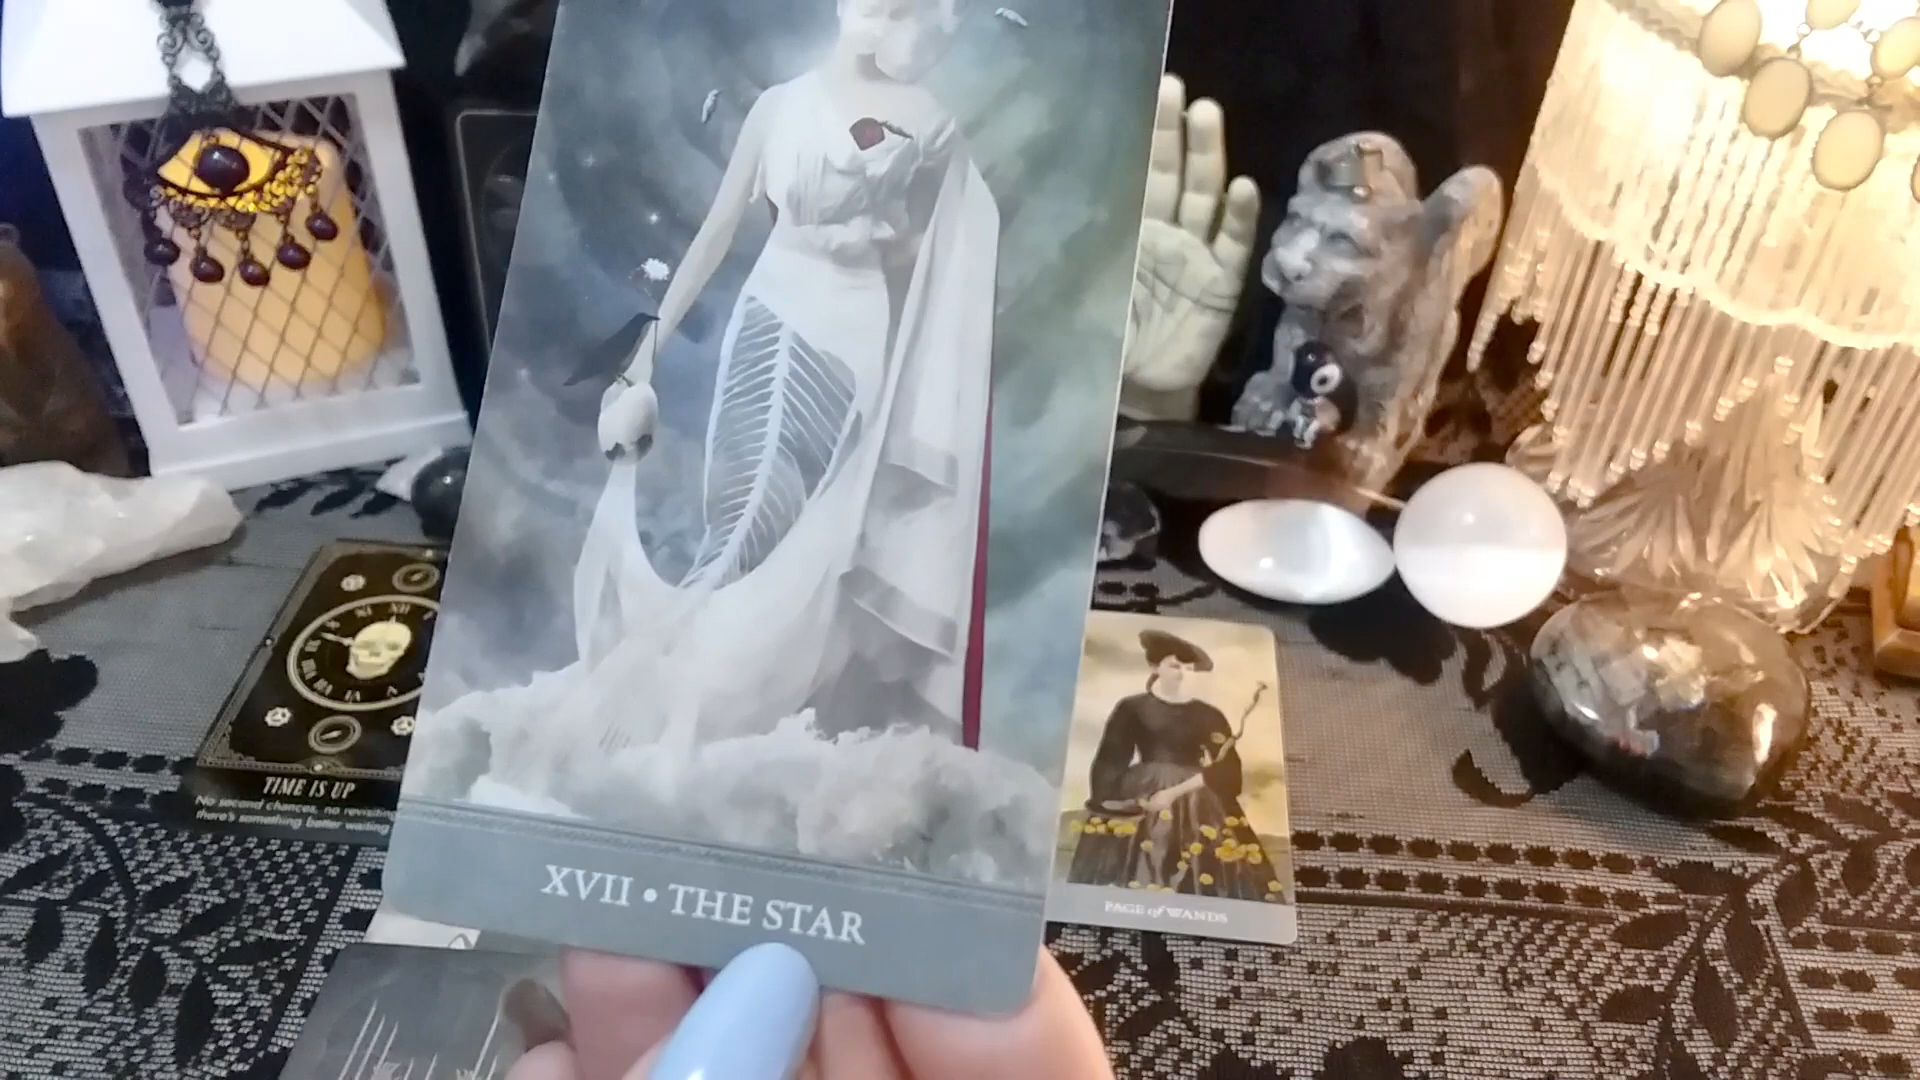 XVII • THE STAR
TIME IS UP
No second chances, no revisiting
there's something better waiting
PAGE of WANDS